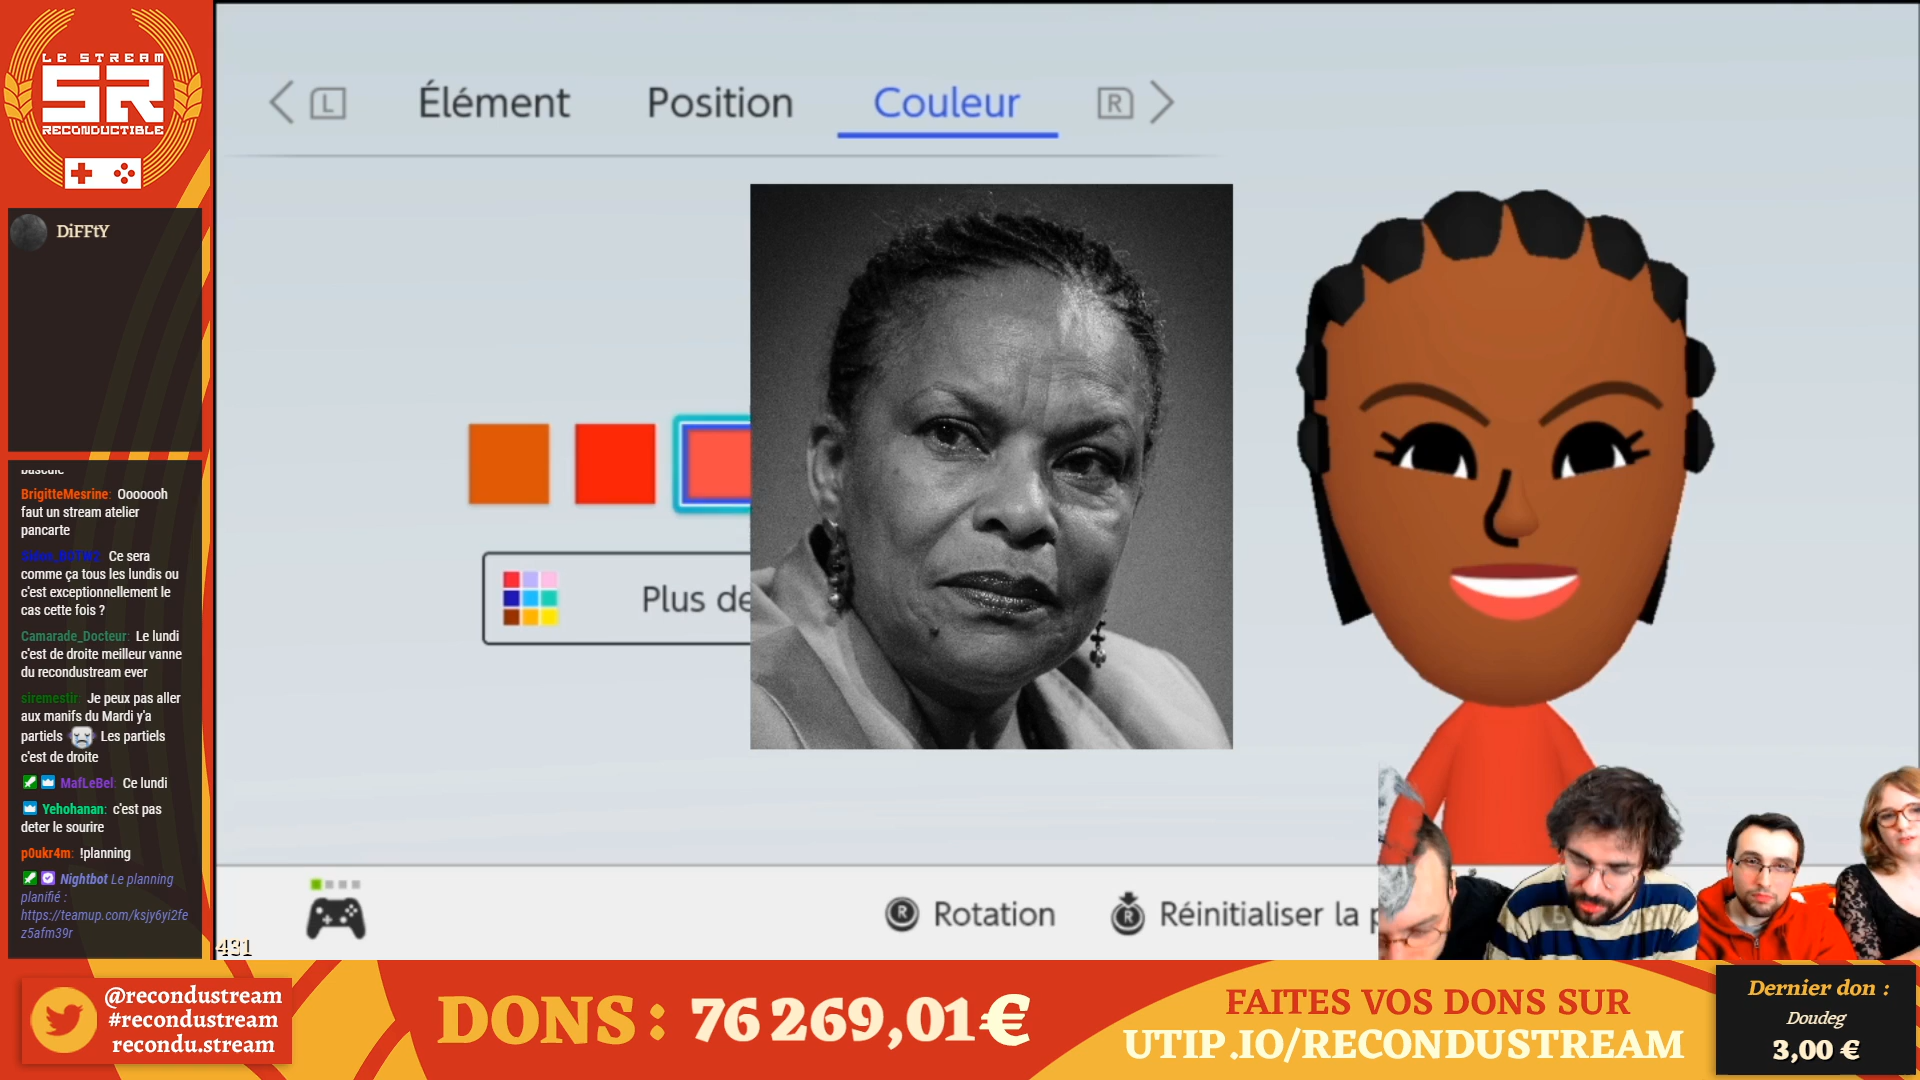 LE STREAM
SR
RECONDUCTIBLE
DiFFtY
bascule
BrigitteMesrine: Ooooooh
faut un stream atelier
pancarte
Ce sera
comme ça tous les lundis ou
c'est exceptionnellement le
cas cette fois ?
Camarade_Docteur: Le lundi
c'est de droite meilleur vanne
du recondustream ever
siremestir: Je peux pas aller
aux manifs du Mardi y'a
partiels Les partiels
c'est de droite
MafLeBel: Ce lundi
Yehohanan: c'est pas
deter le sourire
p0ukr4m: !planning
Nightbot Le planning
planifié :
https://teamup.com/ksjy6yi2fe
z5afm39r
L
Élément
Position
Couleur
R
Plus de
R Rotation
R Réinitialiser la p
431
@recondustream
#recondustream
recondu.stream
DONS : 76 269,01€
FAITES VOS DONS SUR
UTIP.IO/RECONDUSTREAM
Dernier don :
Doudeg
3,00 €